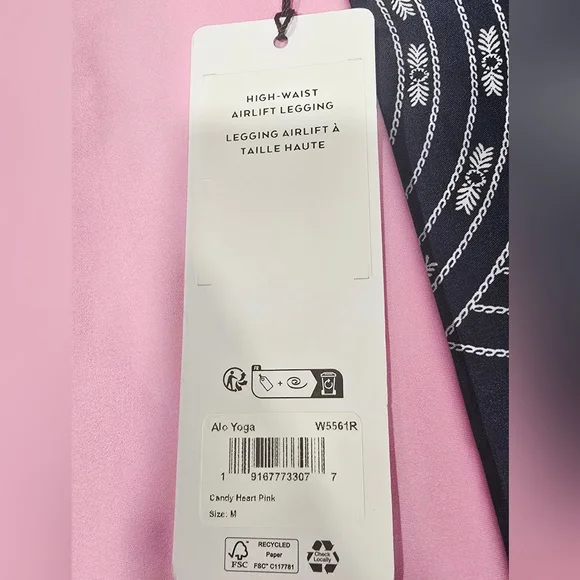 HIGH-WAIST
AIRLIFT LEGGING
LEGGING AIRLIFT À
TAILLE HAUTE
FR
+
Alo Yoga W5561R
1 9167773307 7
Candy Heart Pink
Size: M
FSC
RECYCLED
Paper
FSC® C117781
Check
Locally